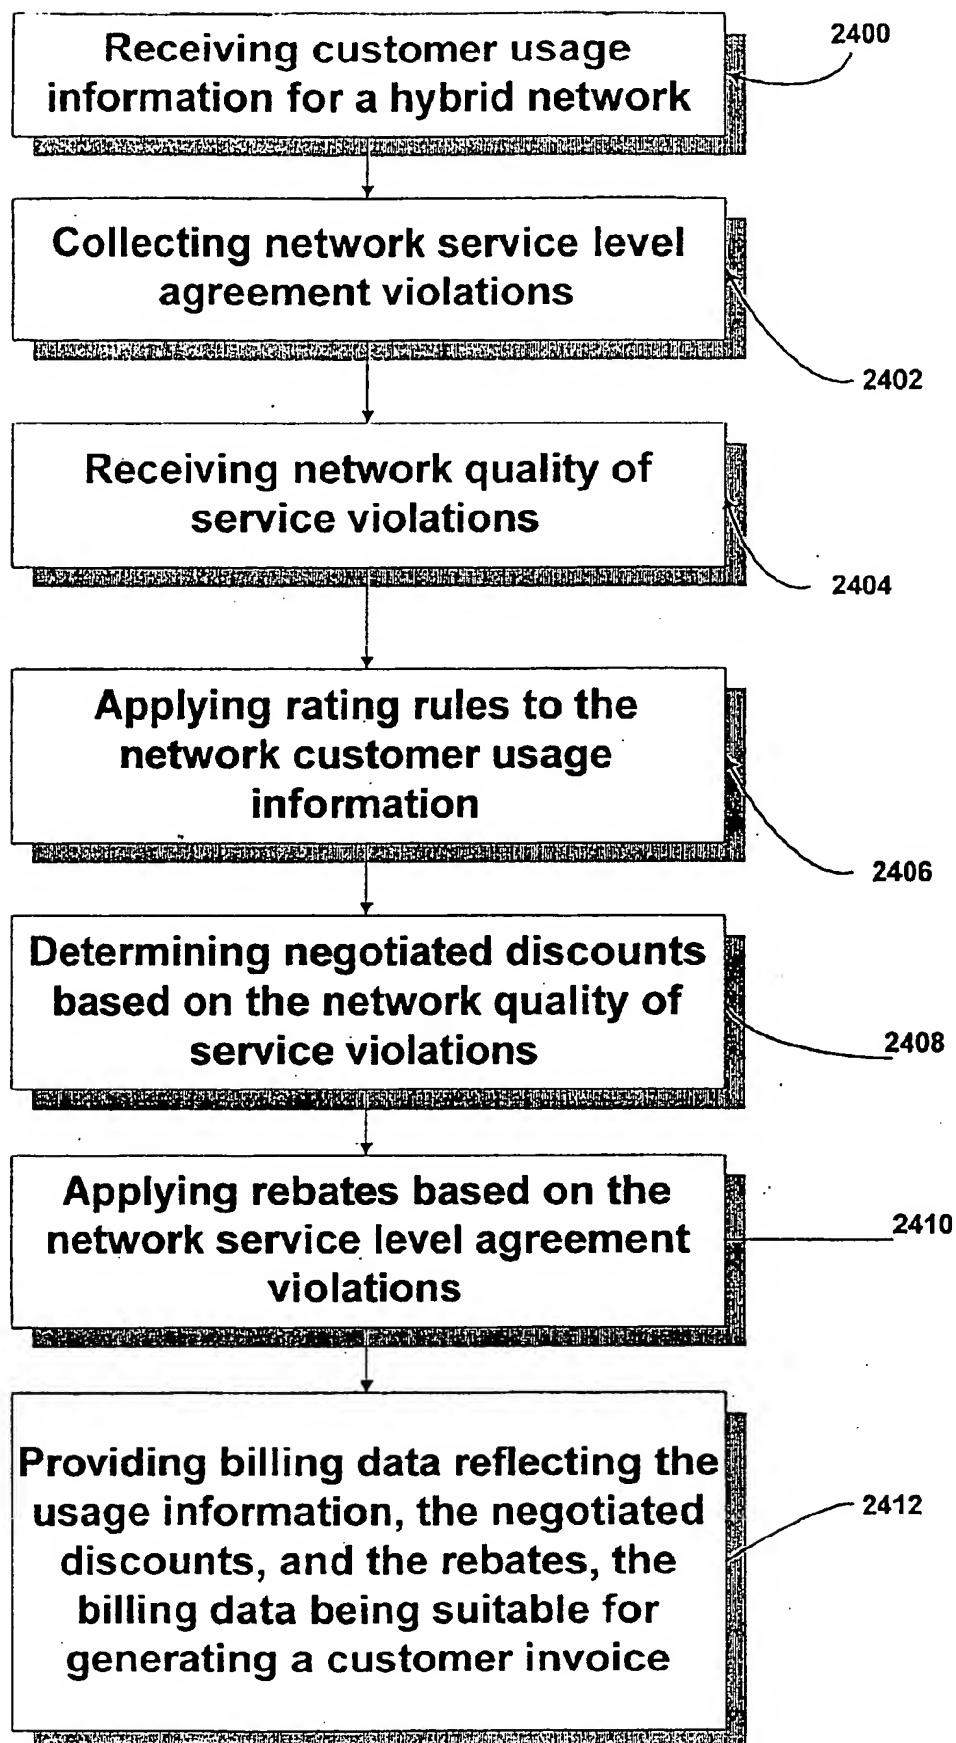 Receiving customer usage
information for a hybrid network
2400
Collecting network service level
agreement violations
2402
Receiving network quality of
service violations
2404
Applying rating rules to the
network customer usage
information
2406
Determining negotiated discounts
based on the network quality of
service violations
2408
Applying rebates based on the
network service level agreement
violations
2410
Providing billing data reflecting the
usage information, the negotiated
discounts, and the rebates, the
billing data being suitable for
generating a customer invoice
2412